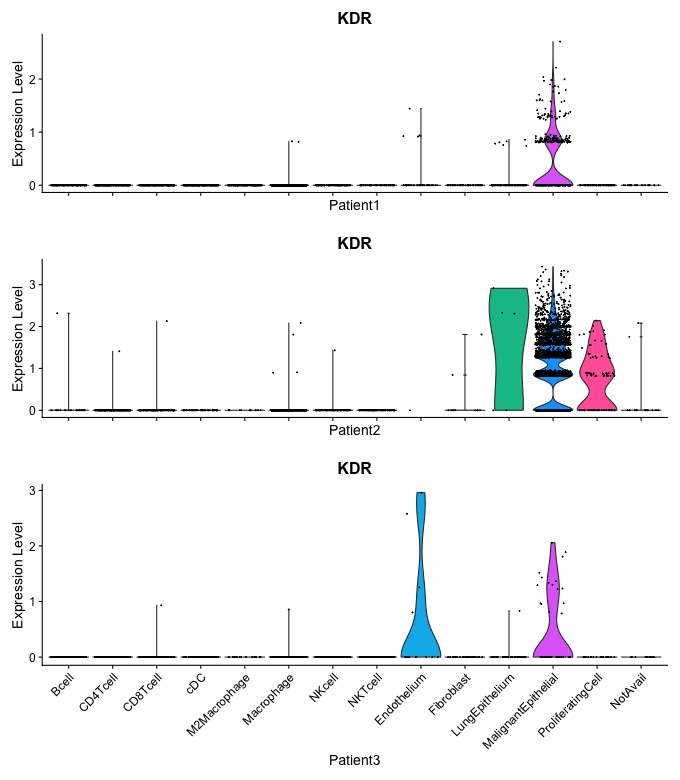 KDR
Expression Level
2
1
0
Patient1
KDR
Expression Level
3
2
1
0
Patient2
KDR
Expression Level
3
2
1
0
Bcell
CD4Tcell
CD8Tcell
cDC
M2Macrophage
Macrophage
NKcell
NKTcell
Endothelium
Fibroblast
LungEpithelium
MalignantEpithelial
ProliferatingCell
NotAvail
Patient3